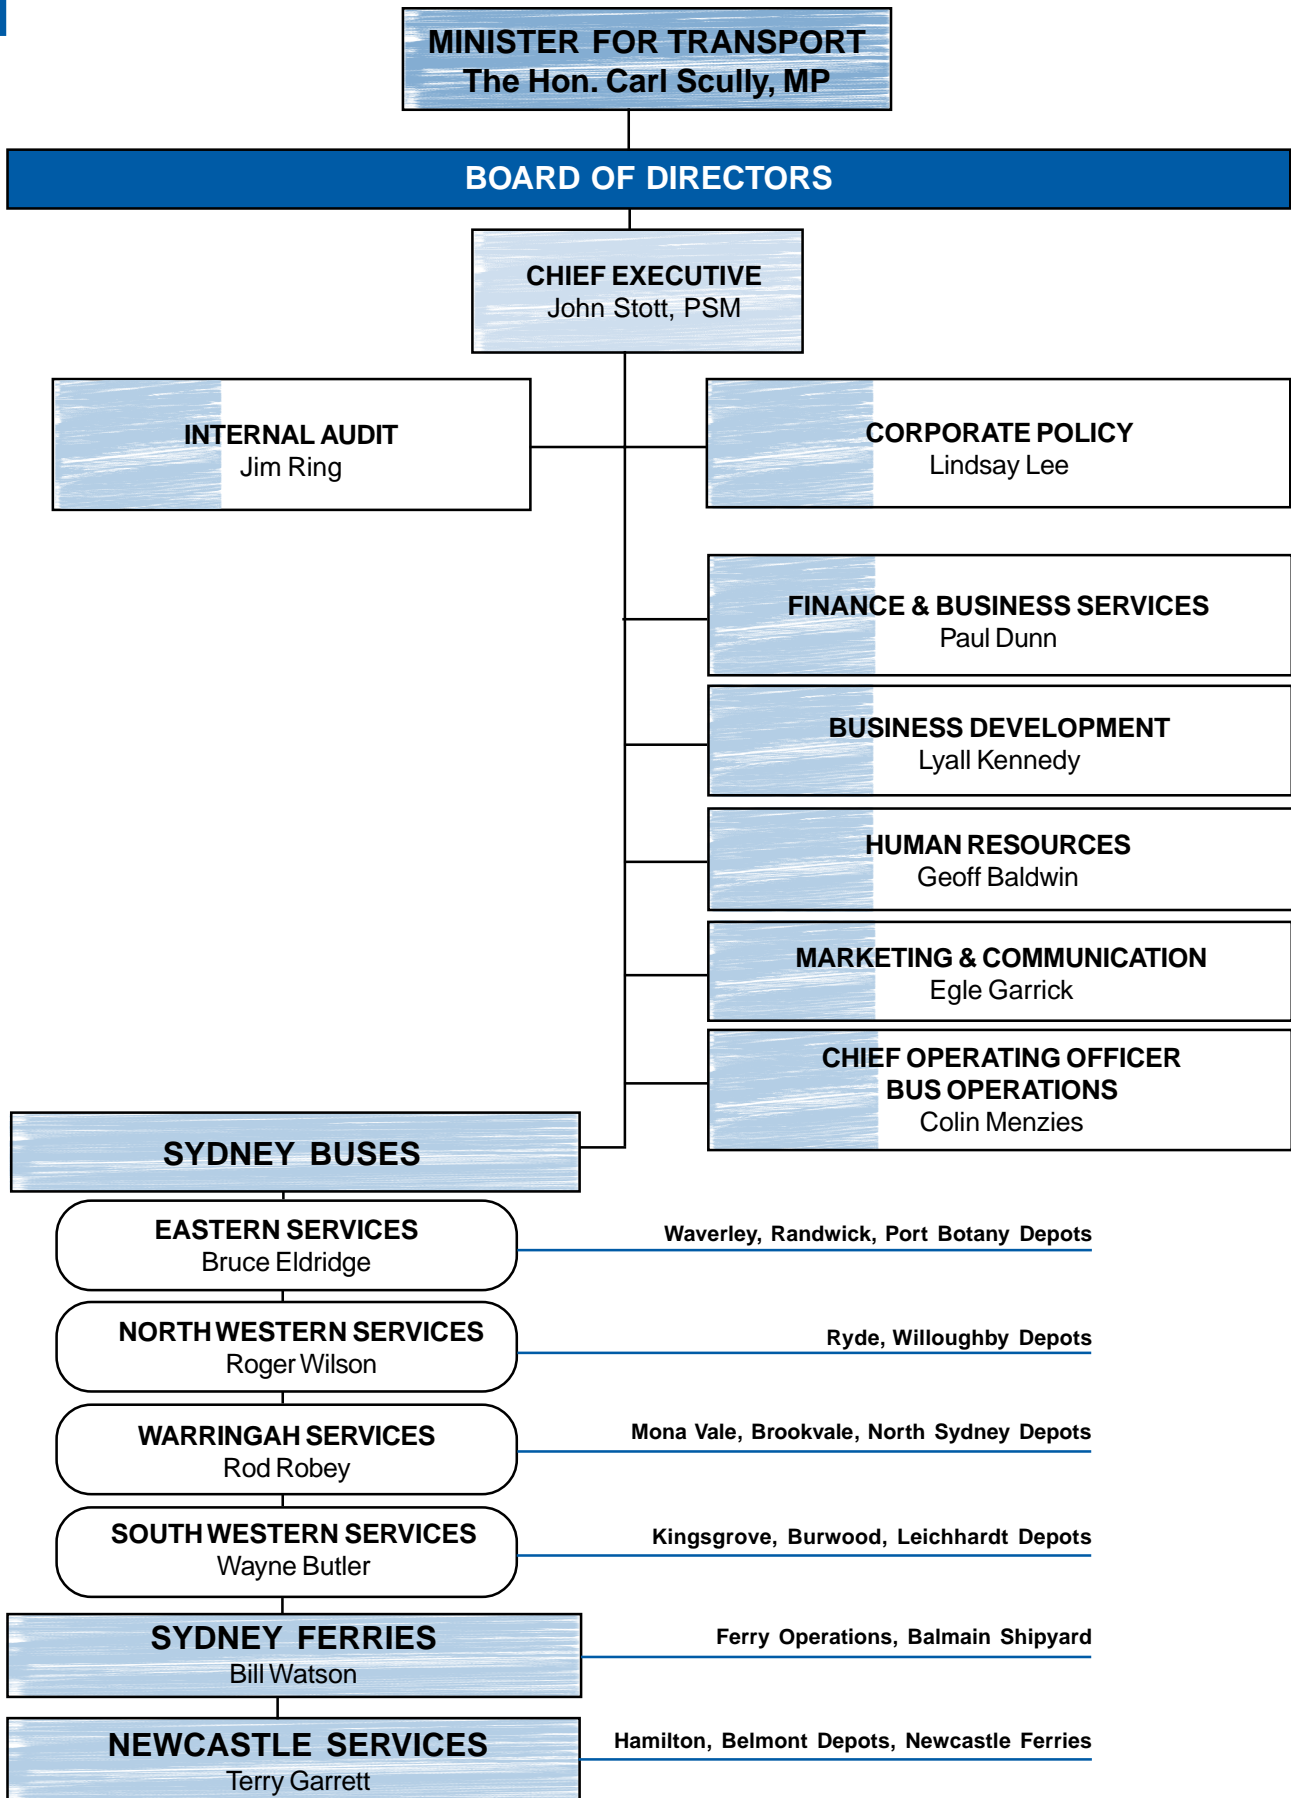 MINISTER FOR TRANSPORT
The Hon. Carl Scully, MP
BOARD OF DIRECTORS
CHIEF EXECUTIVE
John Stott, PSM
INTERNAL AUDIT
Jim Ring
CORPORATE POLICY
Lindsay Lee
FINANCE & BUSINESS SERVICES
Paul Dunn
BUSINESS DEVELOPMENT
Lyall Kennedy
HUMAN RESOURCES
Geoff Baldwin
MARKETING & COMMUNICATION
Egle Garrick
CHIEF OPERATING OFFICER
BUS OPERATIONS
Colin Menzies
SYDNEY BUSES
EASTERN SERVICES
Bruce Eldridge
Waverley, Randwick, Port Botany Depots
NORTH WESTERN SERVICES
Roger Wilson
Ryde, Willoughby Depots
WARRINGAH SERVICES
Rod Robey
Mona Vale, Brookvale, North Sydney Depots
SOUTH WESTERN SERVICES
Wayne Butler
Kingsgrove, Burwood, Leichhardt Depots
SYDNEY FERRIES
Bill Watson
Ferry Operations, Balmain Shipyard
NEWCASTLE SERVICES
Terry Garrett
Hamilton, Belmont Depots, Newcastle Ferries